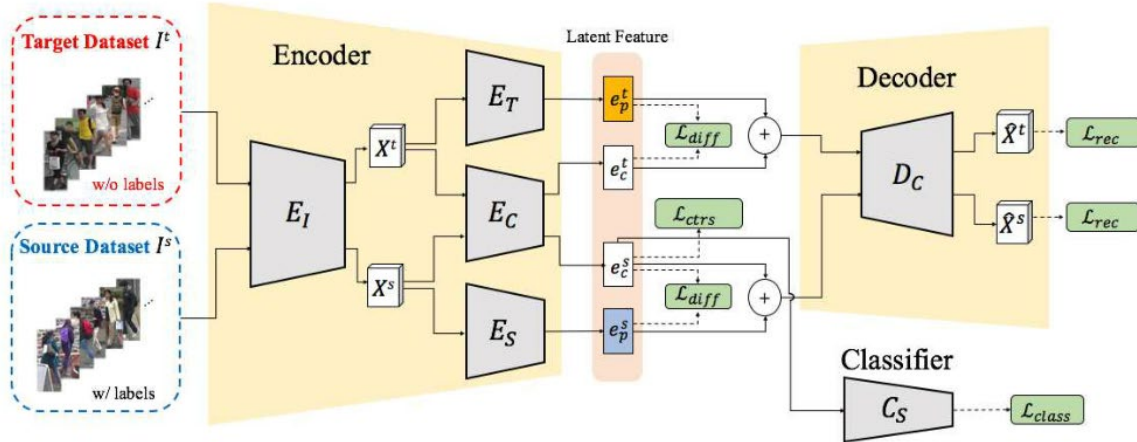 Target Dataset I^t
...
w/o labels
Source Dataset I^s
...
w/ labels
Encoder
E_I
X^t
X^s
E_T
E_C
E_S
Latent Feature
e_p^t
e_c^t
e_c^s
e_p^s
L_diff
L_ctrs
L_diff
+
+
Decoder
D_C
X̂^t
X̂^s
L_rec
L_rec
Classifier
C_S
L_class